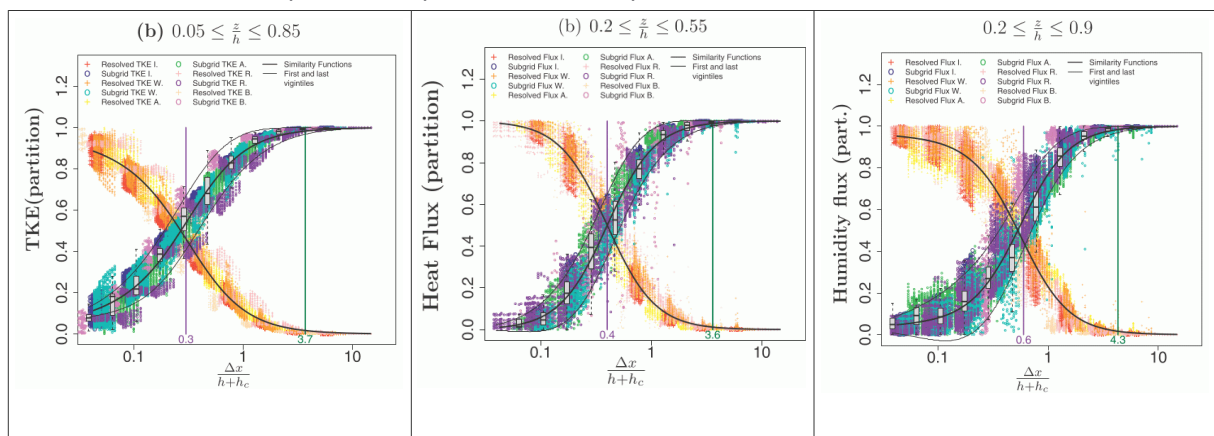 (b) 0.05 ≤ z/h ≤ 0.85
Resolved TKE I.
Subgrid TKE I.
Resolved TKE W.
Subgrid TKE W.
Resolved TKE A.
Subgrid TKE A.
Resolved TKE R.
Subgrid TKE R.
Resolved TKE B.
Subgrid TKE B.
Similarity Functions
First and last
vigintiles
TKE(partition)
0.0 0.2 0.4 0.6 0.8 1.0 1.2
0.3
3.7
0.1 1 10
Δx/(h+h_c)
(b) 0.2 ≤ z/h ≤ 0.55
Resolved Flux I.
Subgrid Flux I.
Resolved Flux W.
Subgrid Flux W.
Resolved Flux A.
Subgrid Flux A.
Resolved Flux R.
Subgrid Flux R.
Resolved Flux B.
Subgrid Flux B.
Similarity Functions
First and last
vigintiles
Heat Flux (partition)
0.0 0.2 0.4 0.6 0.8 1.0 1.2
0.4
3.6
0.1 1 10
Δx/(h+h_c)
0.2 ≤ z/h ≤ 0.9
Resolved Flux I.
Subgrid Flux I.
Resolved Flux W.
Subgrid Flux W.
Resolved Flux A.
Subgrid Flux A.
Resolved Flux R.
Subgrid Flux R.
Resolved Flux B.
Subgrid Flux B.
Similarity Functions
First and last
vigintiles
Humidity flux (part.)
0.0 0.2 0.4 0.6 0.8 1.0 1.2
0.6
4.3
0.1 1 10
Δx/(h+h_c)